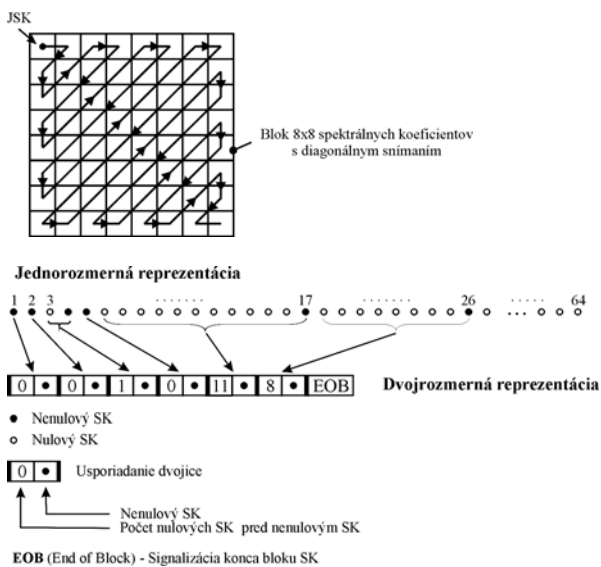 JSK
Blok 8x8 spektrálnych koeficientov
s diagonálnym snímaním
Jednorozmerná reprezentácia
1 2 3 ······· 17 ······· 26 ... 64
0 • 0 • 1 • 0 • 11 • 8 • EOB
Dvojrozmerná reprezentácia
• Nenulový SK
o Nulový SK
0 • Usporiadanie dvojice
Nenulový SK
Počet nulových SK pred nenulovým SK
EOB (End of Block) - Signalizácia konca bloku SK